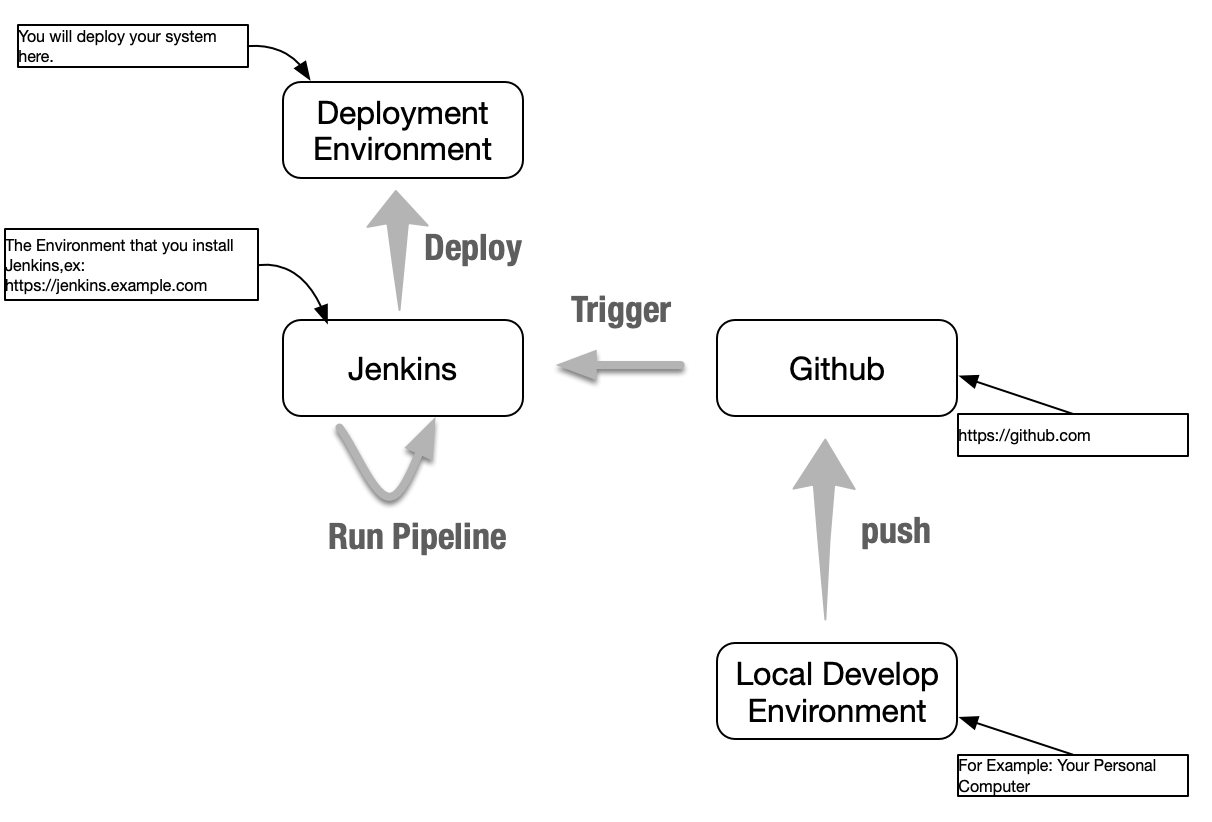 You will deploy your system
here.
Deployment
Environment
The Environment that you install
Jenkins,ex:
https://jenkins.example.com
Deploy
Trigger
Jenkins
Github
https://github.com
Run Pipeline
push
Local Develop
Environment
For Example: Your Personal
Computer